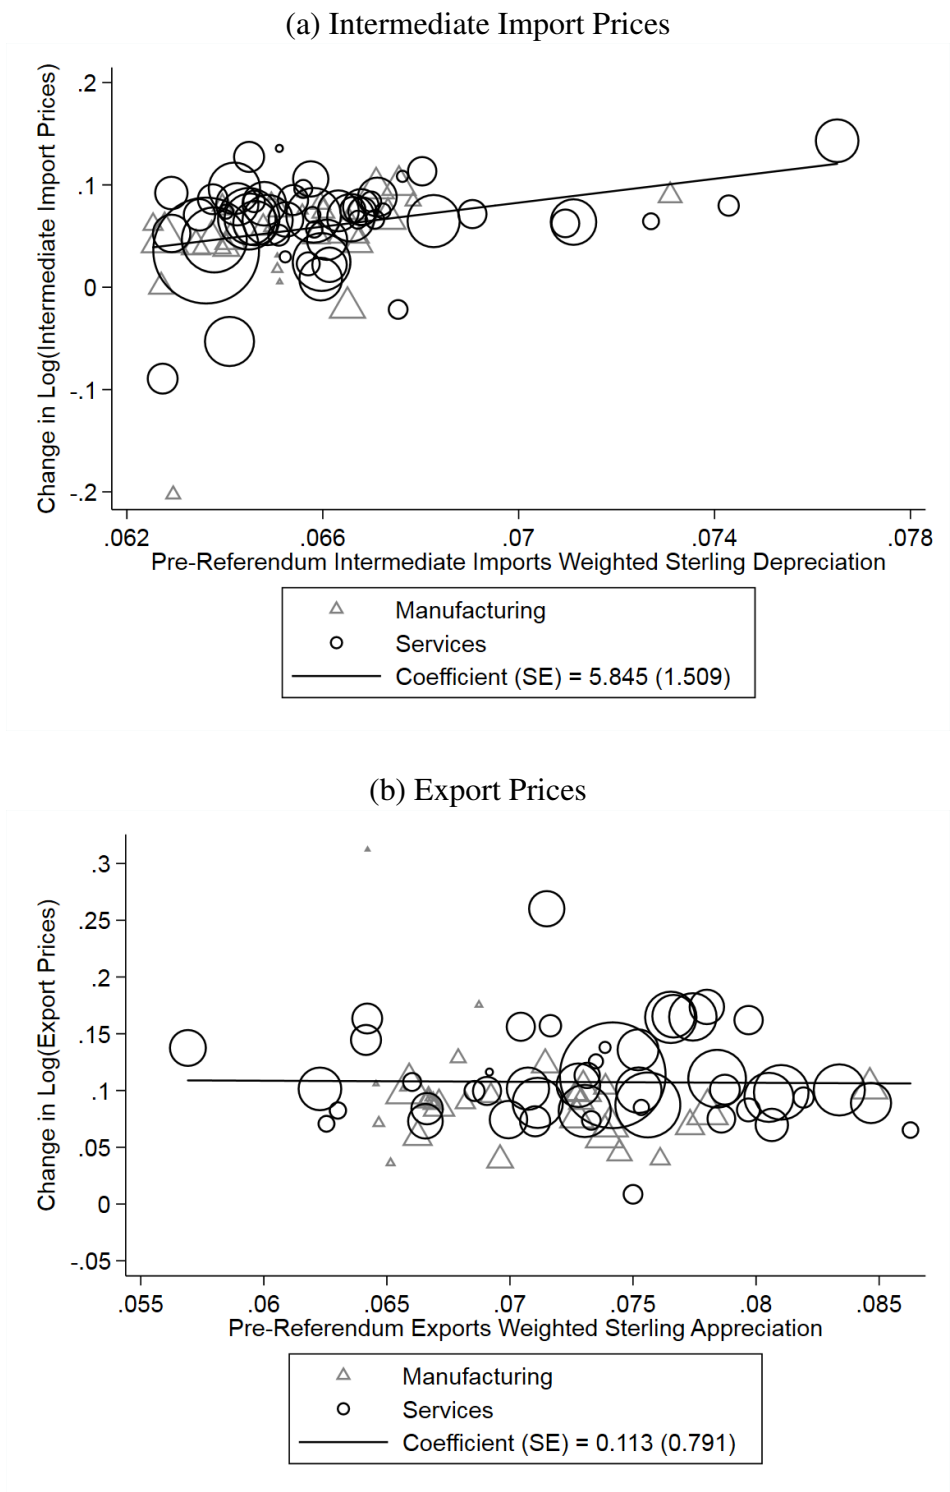 (a) Intermediate Import Prices
Change in Log(Intermediate Import Prices)
.2
.1
0
-.1
-.2
.062
.066
.07
.074
.078
Pre-Referendum Intermediate Imports Weighted Sterling Depreciation
Manufacturing
Services
Coefficient (SE) = 5.845 (1.509)
(b) Export Prices
Change in Log(Export Prices)
.3
.25
.2
.15
.1
.05
0
-.05
.055
.06
.065
.07
.075
.08
.085
Pre-Referendum Exports Weighted Sterling Appreciation
Manufacturing
Services
Coefficient (SE) = 0.113 (0.791)